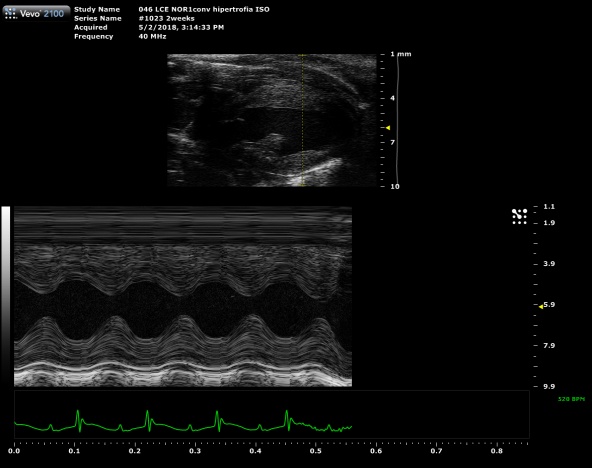 Vevo 2100
Study Name 046 LCE NOR1conv hipertrofia ISO
Series Name #1023 2weeks
Acquired 5/2/2018, 3:14:33 PM
Frequency 40 MHz
1 mm
4
7
10
1.1
1.9
3.9
5.9
7.9
9.9
520 BPM
0.0 0.1 0.2 0.3 0.4 0.5 0.6 0.7 0.8